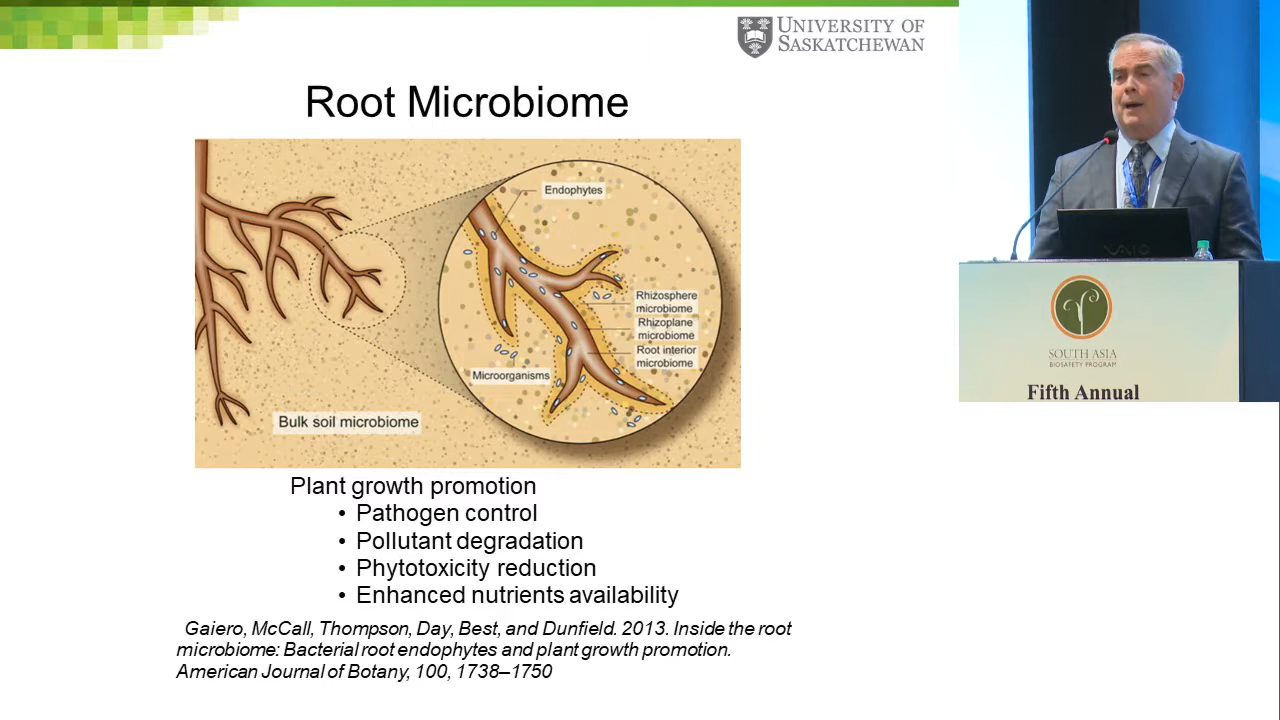 UNIVERSITY OF
SASKATCHEWAN
Root Microbiome
Endophytes
Rhizosphere
microbiome
Rhizoplane
microbiome
Root interior
microbiome
Microorganisms
Bulk soil microbiome
Plant growth promotion
• Pathogen control
• Pollutant degradation
• Phytotoxicity reduction
• Enhanced nutrients availability
Gaiero, McCall, Thompson, Day, Best, and Dunfield. 2013. Inside the root
microbiome: Bacterial root endophytes and plant growth promotion.
American Journal of Botany, 100, 1738–1750
VAIO
SOUTH ASIA
BIOSAFETY PROGRAM
Fifth Annual